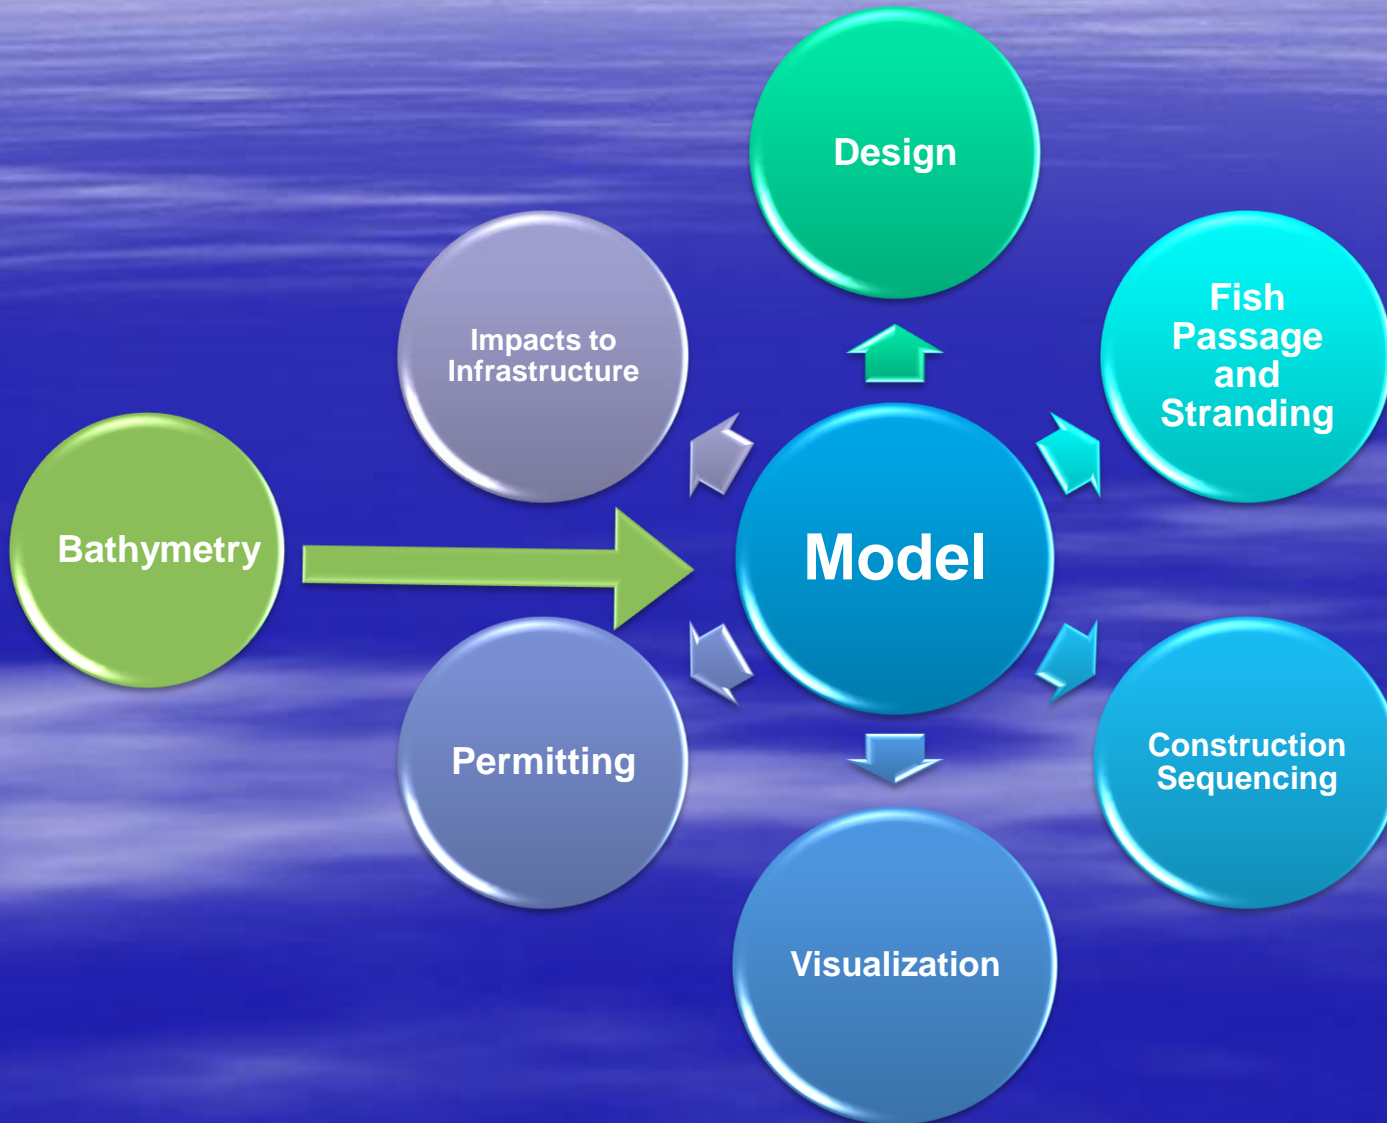 Design
Impacts to
Infrastructure
Fish
Passage
and
Stranding
Bathymetry
Model
Permitting
Construction
Sequencing
Visualization